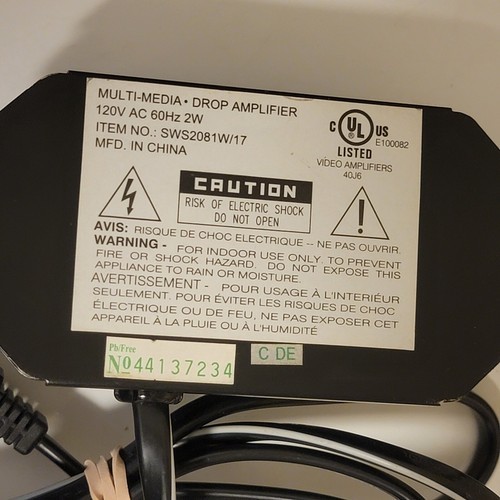 MULTI-MEDIA • DROP AMPLIFIER
120V AC 60Hz 2W
ITEM NO.: SWS2081W/17
MFD. IN CHINA
C UL ® US
E100082
LISTED
VIDEO AMPLIFIERS
40J6
CAUTION
RISK OF ELECTRIC SHOCK
DO NOT OPEN
AVIS: RISQUE DE CHOC ELECTRIQUE -- NE PAS OUVRIR.
WARNING - FOR INDOOR USE ONLY. TO PREVENT
FIRE OR SHOCK HAZARD, DO NOT EXPOSE THIS
APPLIANCE TO RAIN OR MOISTURE.
AVERTISSEMENT - POUR USAGE À L'INTERIEUR
SEULEMENT. POUR ÉVITER LES RISQUES DE CHOC
ÉLECTRIQUE OU DE FEU, NE PAS EXPOSER CET
APPAREIL À LA PLUIE OU À L'HUMIDITÉ
Pb/Free
No44137234
C DE